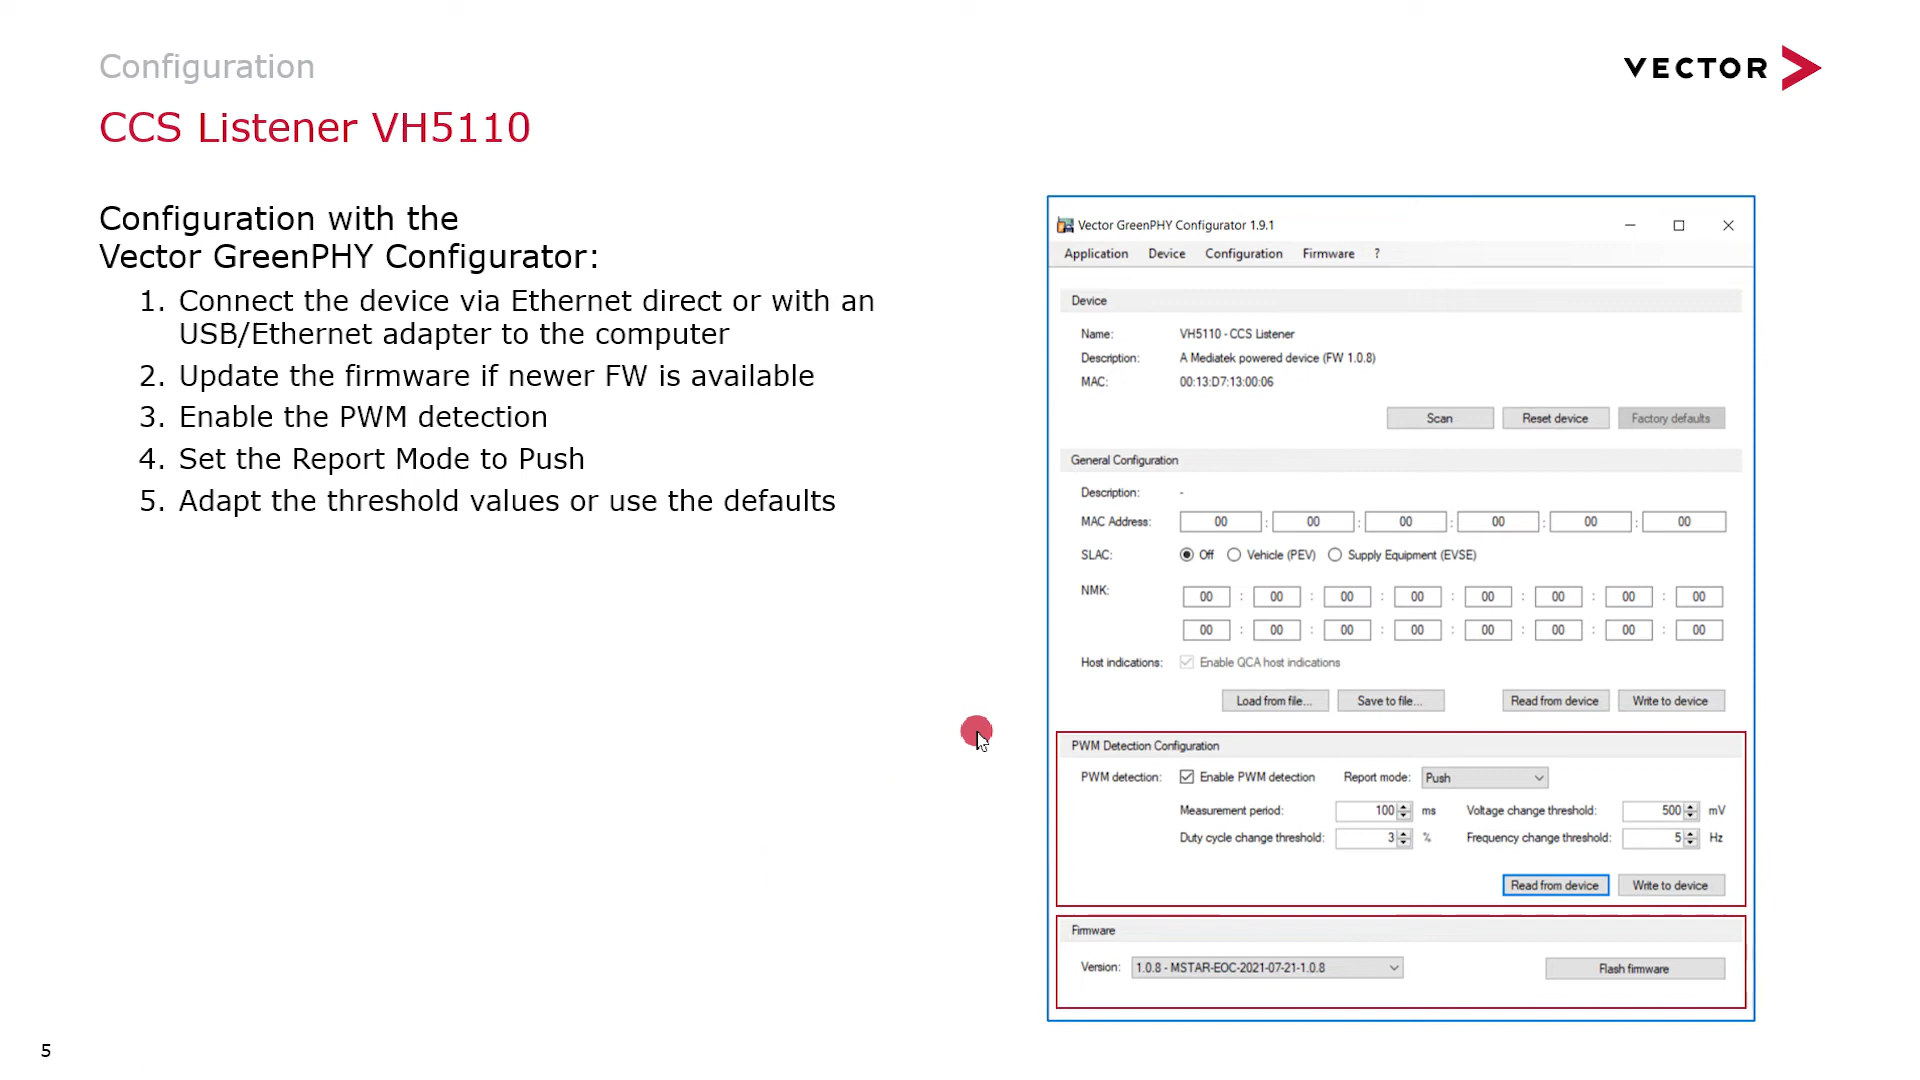 Configuration
VECTOR
CCS Listener VH5110
Configuration with the
Vector GreenPHY Configurator:
1. Connect the device via Ethernet direct or with an
USB/Ethernet adapter to the computer
2. Update the firmware if newer FW is available
3. Enable the PWM detection
4. Set the Report Mode to Push
5. Adapt the threshold values or use the defaults
Vector GreenPHY Configurator 1.9.1
Application Device Configuration Firmware ?
Device
Name: VH5110 - CCS Listener
Description: A Mediatek powered device (FW 1.0.8)
MAC: 00:13:D7:13:00:06
Scan Reset device Factory defaults
General Configuration
Description: -
MAC Address: 00 : 00 : 00 : 00 : 00 : 00
SLAC: Off Vehicle (PEV) Supply Equipment (EVSE)
NMK: 00 : 00 : 00 : 00 : 00 : 00 : 00 : 00
00 : 00 : 00 : 00 : 00 : 00 : 00 : 00
Host indications: Enable QCA host indications
Load from file... Save to file... Read from device Write to device
PWM Detection Configuration
PWM detection: Enable PWM detection Report mode: Push
Measurement period: 100 ms Voltage change threshold: 500 mV
Duty cycle change threshold: 3 % Frequency change threshold: 5 Hz
Read from device Write to device
Firmware
Version: 1.0.8 - MSTAR-EOC-2021-07-21-1.0.8 Flash firmware
5